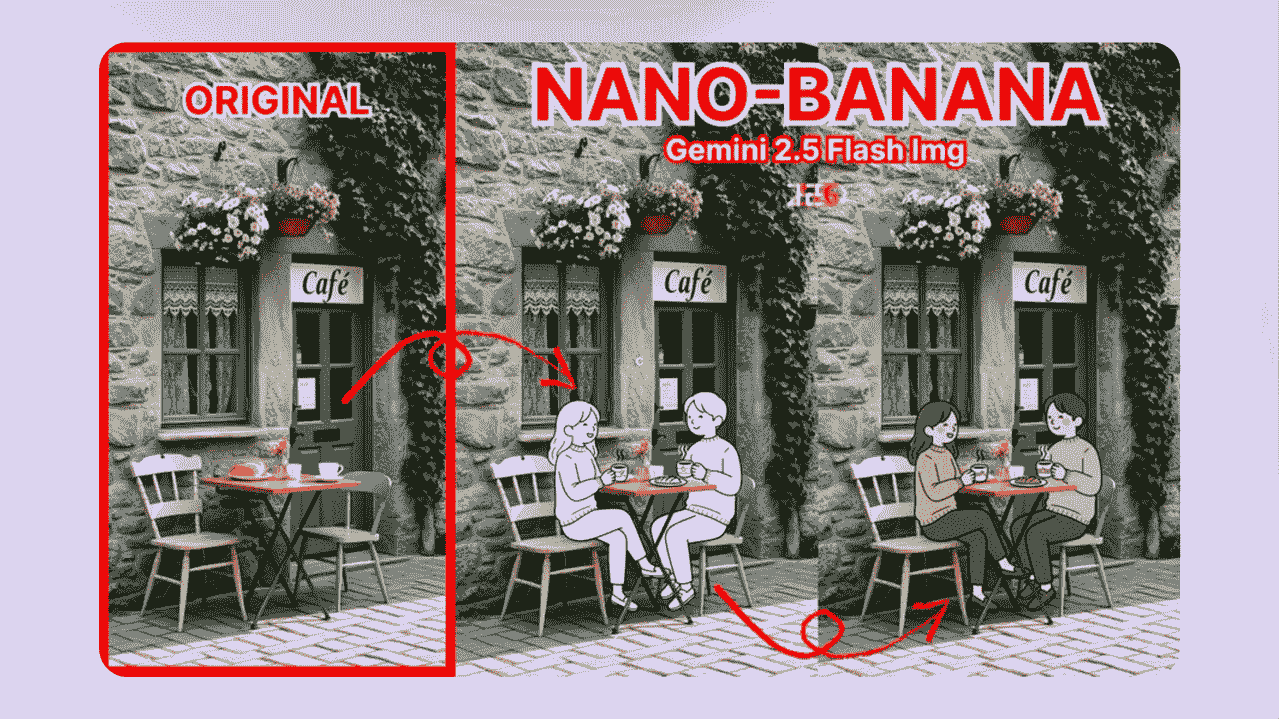 ORIGINAL
NANO-BANANA
Gemini 2.5 Flash Img
Café
Café
Café